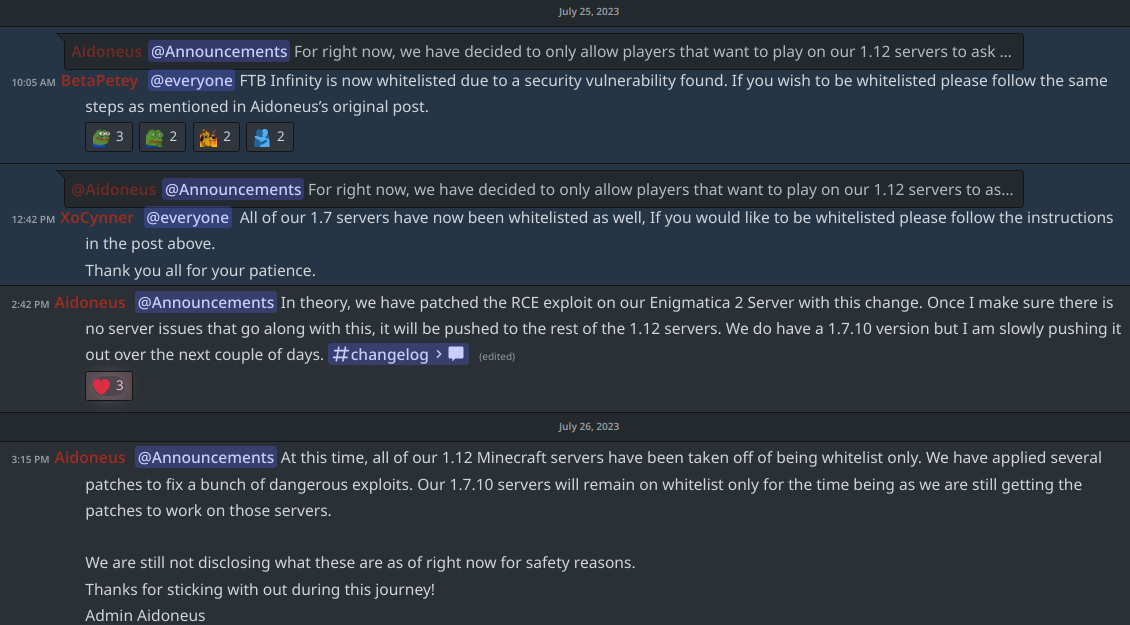 July 25, 2023
Aidoneus @Announcements For right now, we have decided to only allow players that want to play on our 1.12 servers to ask ...
10:05 AM BetaPetey @everyone FTB Infinity is now whitelisted due to a security vulnerability found. If you wish to be whitelisted please follow the same
steps as mentioned in Aidoneus’s original post.
3 2 2 2
@Aidoneus @Announcements For right now, we have decided to only allow players that want to play on our 1.12 servers to as...
12:42 PM XoCynner @everyone All of our 1.7 servers have now been whitelisted as well, If you would like to be whitelisted please follow the instructions
in the post above.
Thank you all for your patience.
2:42 PM Aidoneus @Announcements In theory, we have patched the RCE exploit on our Enigmatica 2 Server with this change. Once I make sure there is
no server issues that go along with this, it will be pushed to the rest of the 1.12 servers. We do have a 1.7.10 version but I am slowly pushing it
out over the next couple of days. #changelog › (edited)
3
July 26, 2023
3:15 PM Aidoneus @Announcements At this time, all of our 1.12 Minecraft servers have been taken off of being whitelist only. We have applied several
patches to fix a bunch of dangerous exploits. Our 1.7.10 servers will remain on whitelist only for the time being as we are still getting the
patches to work on those servers.
We are still not disclosing what these are as of right now for safety reasons.
Thanks for sticking with out during this journey!
Admin Aidoneus